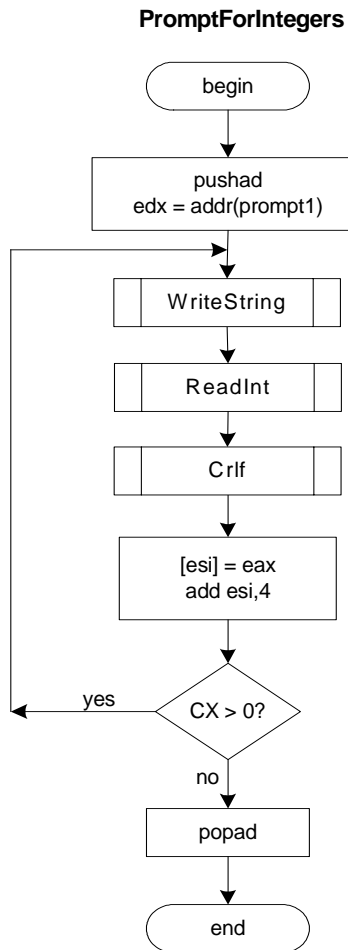 PromptForIntegers
begin
pushad
edx = addr(prompt1)
WriteString
ReadInt
Crlf
[esi] = eax
add esi,4
yes
CX > 0?
no
popad
end